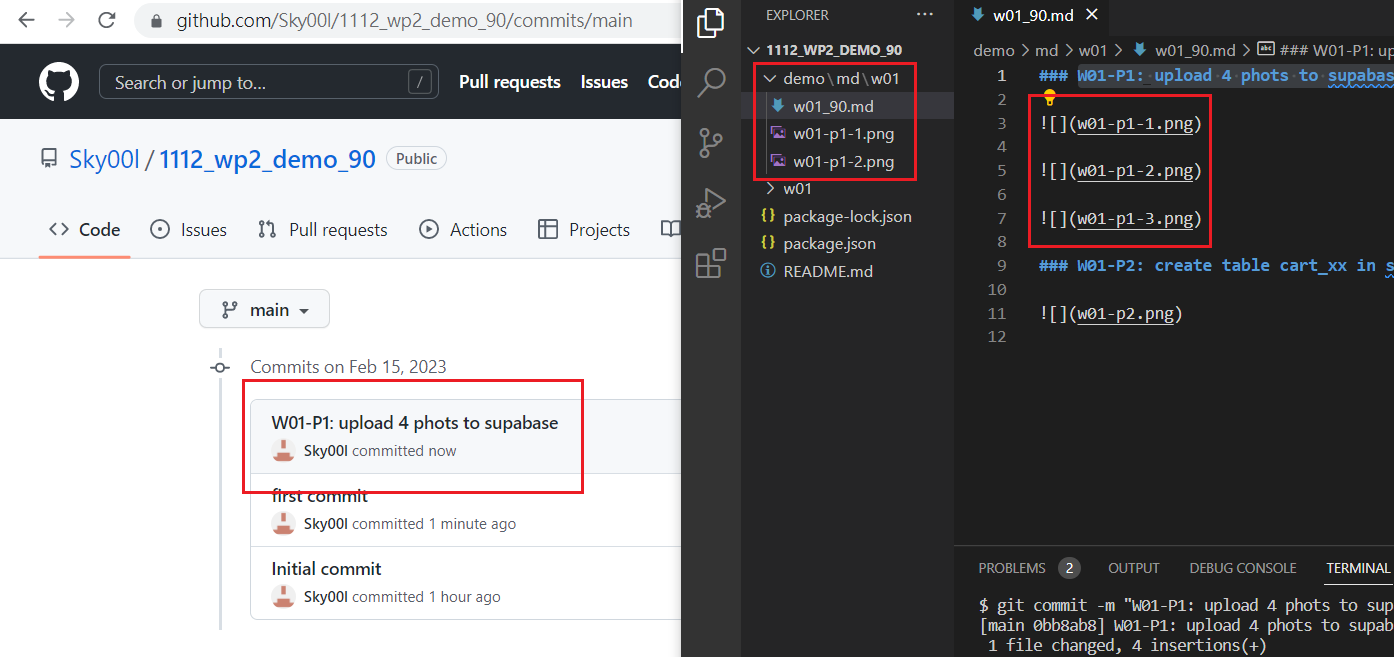 github.com/Sky00l/1112_wp2_demo_90/commits/main
Search or jump to...
/
Pull requests
Issues
Sky00l / 1112_wp2_demo_90
Public
Code
Issues
Pull requests
Actions
Projects
main
Commits on Feb 15, 2023
W01-P1: upload 4 phots to supabase
Sky00l committed now
first commit
Sky00l committed 1 minute ago
Initial commit
Sky00l committed 1 hour ago
EXPLORER
1112_WP2_DEMO_90
demo\md\w01
w01_90.md
w01-p1-1.png
w01-p1-2.png
w01
package-lock.json
package.json
README.md
w01_90.md
demo > md > w01 > w01_90.md > ### W01-P1: up
1 ### W01-P1: upload 4 phots to supabas
2
3 ![](w01-p1-1.png)
4
5 ![](w01-p1-2.png)
6
7 ![](w01-p1-3.png)
8
9 ### W01-P2: create table cart_xx in s
10
11 ![](w01-p2.png)
12
PROBLEMS 2 OUTPUT DEBUG CONSOLE TERMINAL
$ git commit -m "W01-P1: upload 4 phots to sup
[main 0bb8ab8] W01-P1: upload 4 phots to supab
1 file changed, 4 insertions(+)